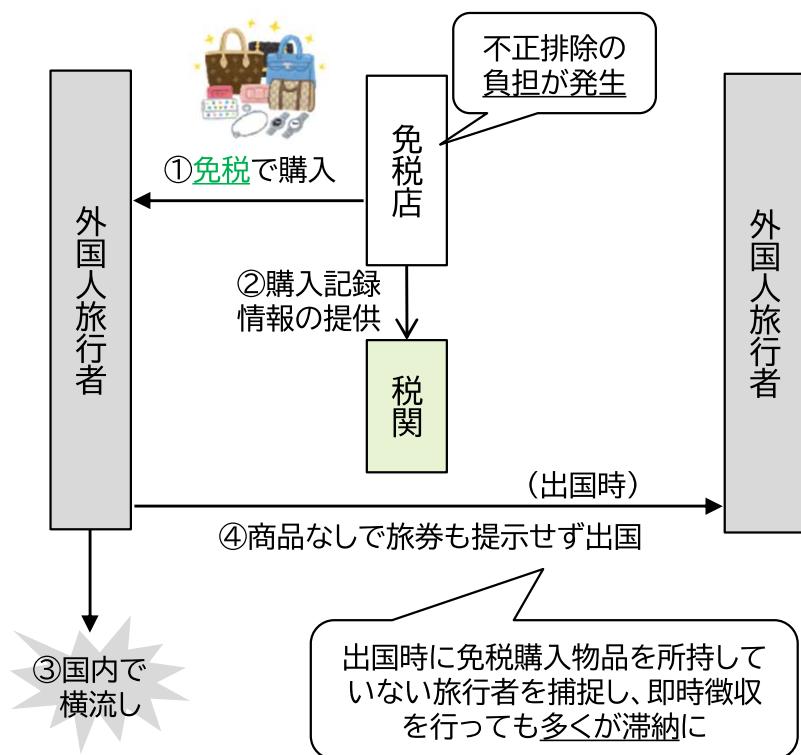 不正排除の
負担が発生
免税店
①免税で購入
外国人旅行者
外国人旅行者
②購入記録
情報の提供
税関
（出国時）
④商品なしで旅券も提示せず出国
③国内で
横流し
出国時に免税購入物品を所持して
いない旅行者を捕捉し、即時徴収
を行っても多くが滞納に